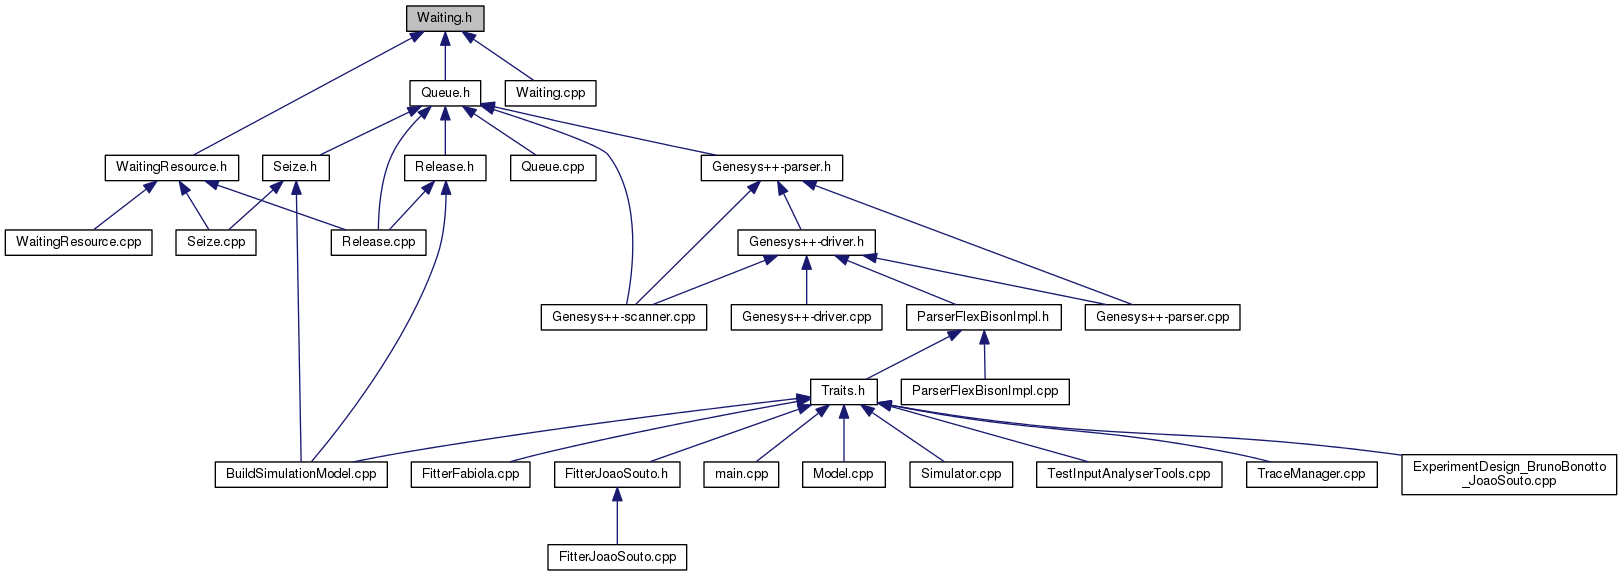 Waiting.h
Queue.h
Waiting.cpp
WaitingResource.h
Seize.h
Release.h
Queue.cpp
Genesys++-parser.h
WaitingResource.cpp
Seize.cpp
Release.cpp
Genesys++-driver.h
Genesys++-scanner.cpp
Genesys++-driver.cpp
ParserFlexBisonImpl.h
Genesys++-parser.cpp
Traits.h
ParserFlexBisonImpl.cpp
BuildSimulationModel.cpp
FitterFabiola.cpp
FitterJoaoSouto.h
main.cpp
Model.cpp
Simulator.cpp
TestInputAnalyserTools.cpp
TraceManager.cpp
ExperimentDesign_BrunoBonotto
_JoaoSouto.cpp
FitterJoaoSouto.cpp